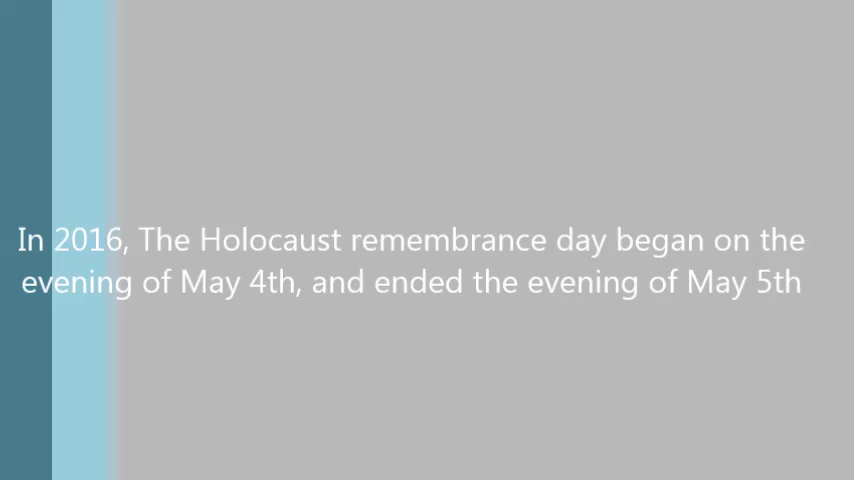 In 2016, The Holocaust remembrance day began on the
evening of May 4th, and ended the evening of May 5th